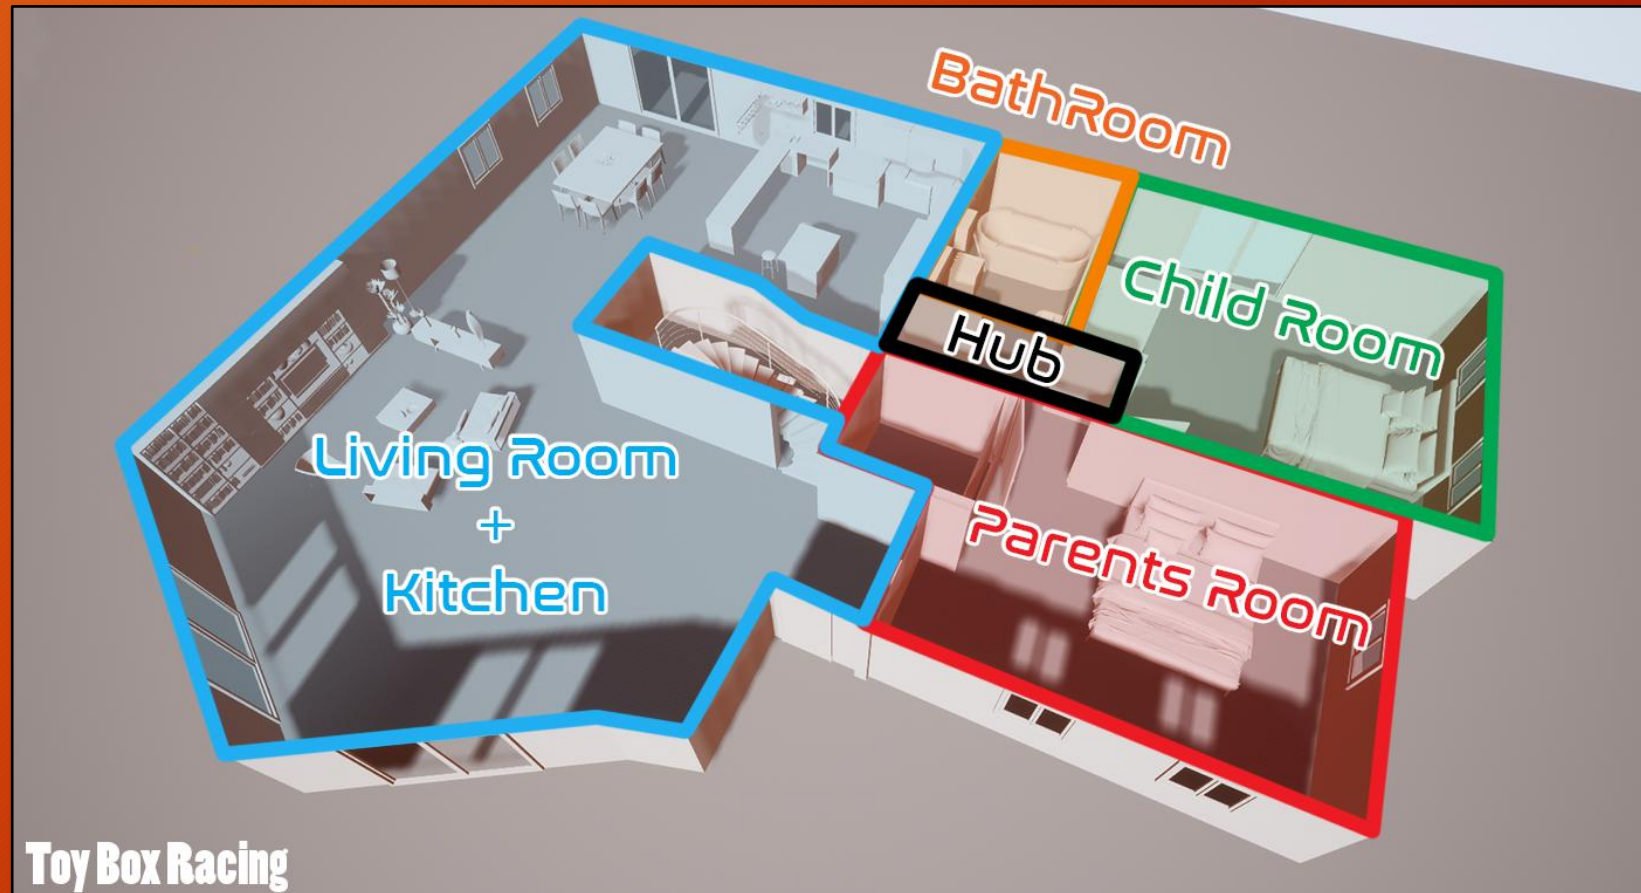 BathRoom
Child Room
Hub
Living Room
+
Kitchen
Parents Room
Toy Box Racing